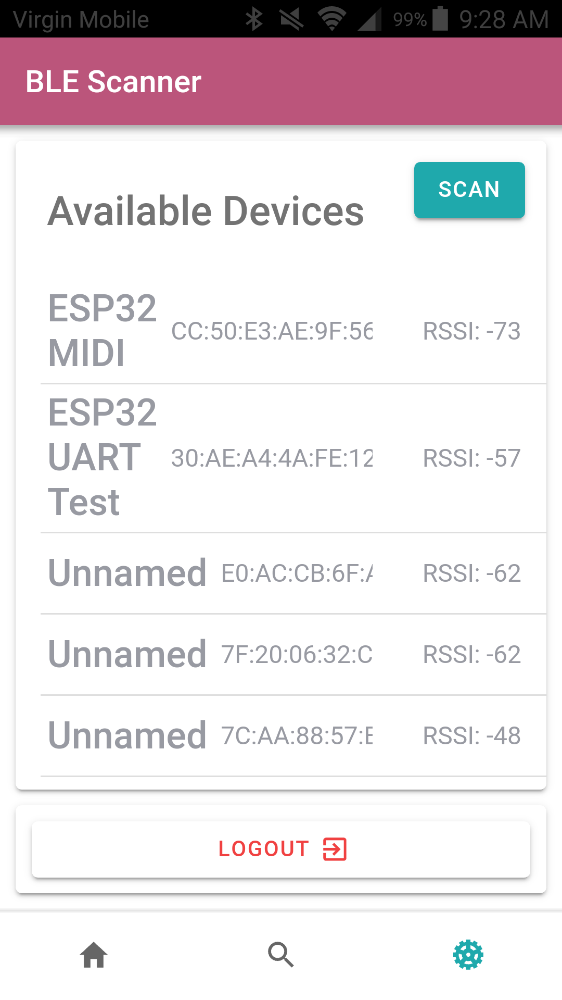 Virgin Mobile 99% 9:28 AM
BLE Scanner
SCAN
Available Devices
ESP32
MIDI
CC:50:E3:AE:9F:56
RSSI: -73
ESP32
UART
Test
30:AE:A4:4A:FE:12
RSSI: -57
Unnamed E0:AC:CB:6F:A RSSI: -62
Unnamed 7F:20:06:32:C RSSI: -62
Unnamed 7C:AA:88:57:E RSSI: -48
LOGOUT